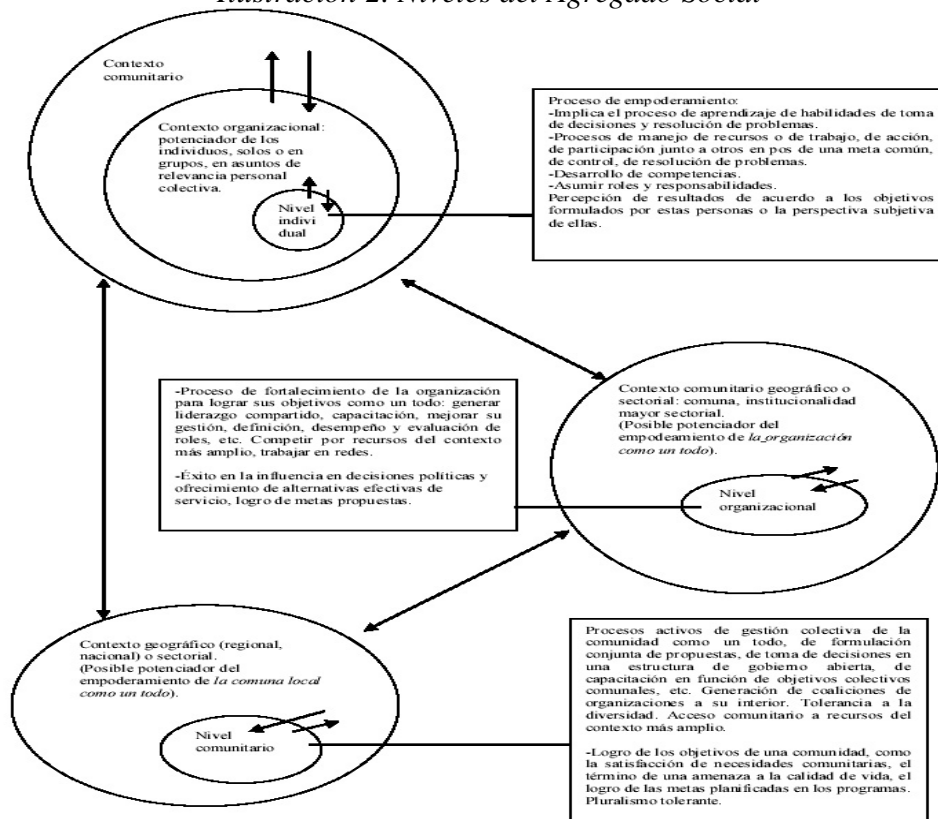 Ilustración 2. Niveles del Agregado Social
Contexto
comunitario
Contexto organizacional:
potenciador de los
individuos, solos o en
grupos, en asuntos de
relevancia personal
colectiva.
Nivel
indivi
dual
Proceso de empoderamiento:
-Implica el proceso de aprendizaje de habilidades de toma
de decisiones y resolución de problemas.
-Procesos de manejo de recursos o de trabajo, de acción,
de participación junto a otros en pos de una meta común,
de control, de resolución de problemas.
-Desarrollo de competencias.
-Asumir roles y responsabilidades.
Percepción de resultados de acuerdo a los objetivos
formulados por estas personas o la perspectiva subjetiva
de ellas.
-Proceso de fortalecimiento de la organización
para lograr sus objetivos como un todo: generar
liderazgo compartido, capacitación, mejorar su
gestión, definición, desempeño y evaluación de
roles, etc. Competir por recursos del contexto
más amplio, trabajar en redes.
-Éxito en la influencia en decisiones políticas y
ofrecimiento de alternativas efectivas de
servicio, logro de metas propuestas.
Contexto comunitario geográfico o
sectorial: comuna, institucionalidad
mayor sectorial.
(Posible potenciador del
empodeamiento de la organización
como un todo).
Nivel
organizacional
Contexto geográfico (regional,
nacional) o sectorial.
(Posible potenciador del
empoderamiento de la comuna local
como un todo).
Nivel
comunitario
Procesos activos de gestión colectiva de la
comunidad como un todo, de formulación
conjunta de propuestas, de toma de decisiones en
una estructura de gobierno abierta, de
capacitación en función de objetivos colectivos
comunales, etc. Generación de coaliciones de
organizaciones a su interior. Tolerancia a la
diversidad. Acceso comunitario a recursos del
contexto más amplio.
-Logro de los objetivos de una comunidad, como
la satisfacción de necesidades comunitarias, el
término de una amenaza a la calidad de vida, el
logro de las metas planificadas en los programas.
Pluralismo tolerante.